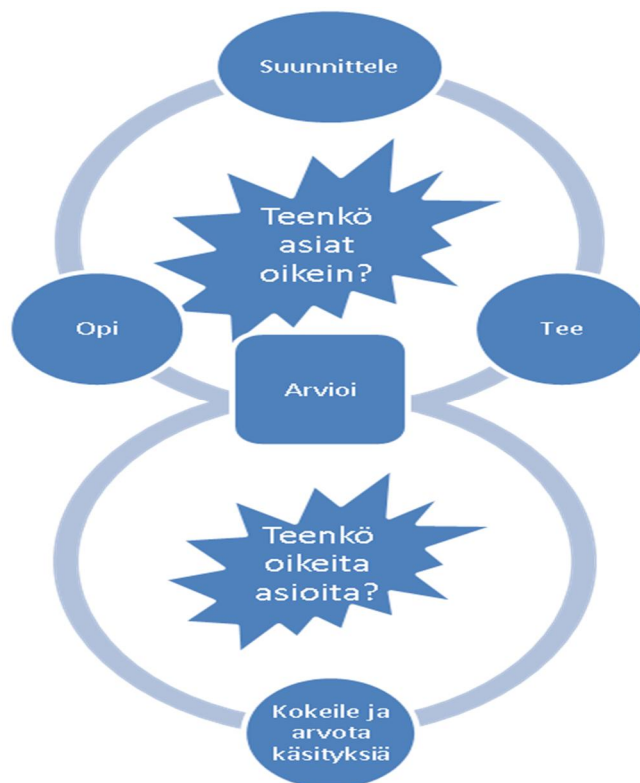 Suunnittele
Teenkö
asiat
oikein?
Opi
Tee
Arvioi
Teenkö
oikeita
asioita?
Kokeile ja
arvota
käsityksiä